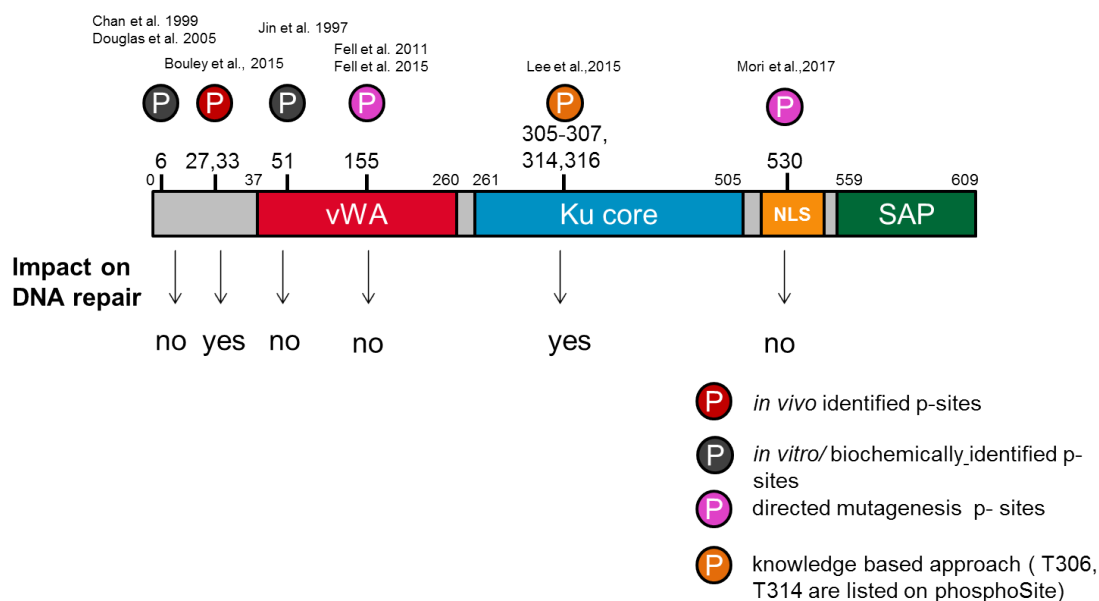 Chan et al. 1999
Douglas et al. 2005
Jin et al. 1997
Bouley et al., 2015
Fell et al. 2011
Fell et al. 2015
Lee et al.,2015
Mori et al.,2017
P P P P P P
6 27,33 51 155 305-307,
314,316 530
0 37 260 261 505 559 609
vWA Ku core NLS SAP
Impact on
DNA repair
no yes no no yes no
P in vivo identified p-sites
P in vitro/ biochemically_identified p-
sites
P directed mutagenesis p- sites
P knowledge based approach ( T306,
T314 are listed on phosphoSite)